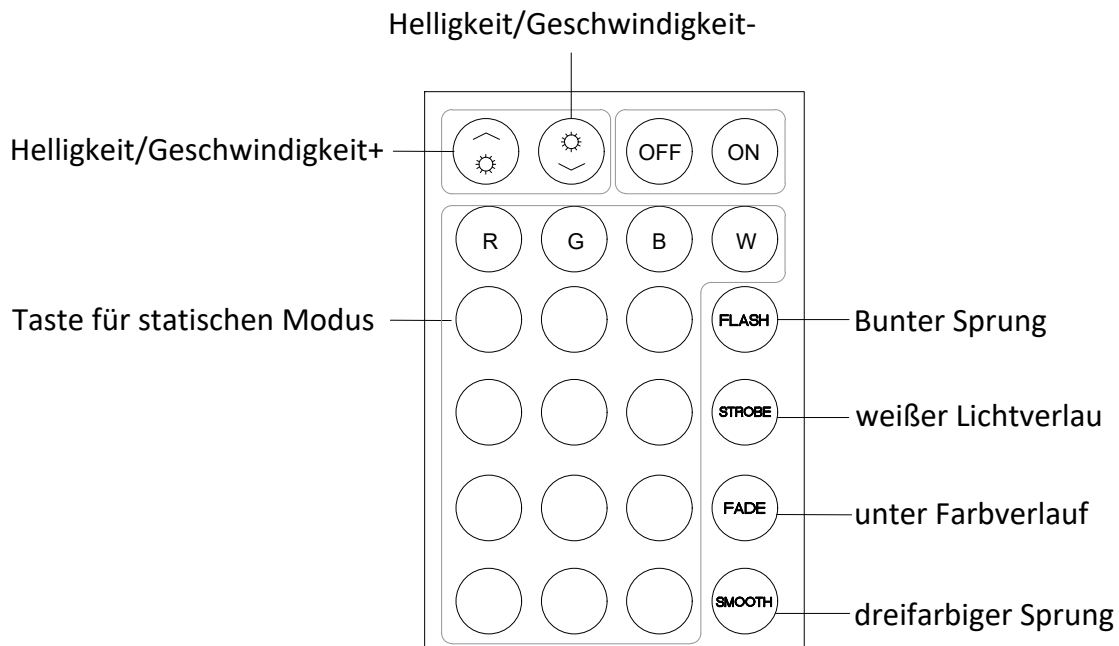 Helligkeit/Geschwindigkeit-
Helligkeit/Geschwindigkeit+
OFF
ON
R
G
B
W
Taste für statischen Modus
FLASH
Bunter Sprung
STROBE
weißer Lichtverlau
FADE
unter Farbverlauf
SMOOTH
dreifarbiger Sprung